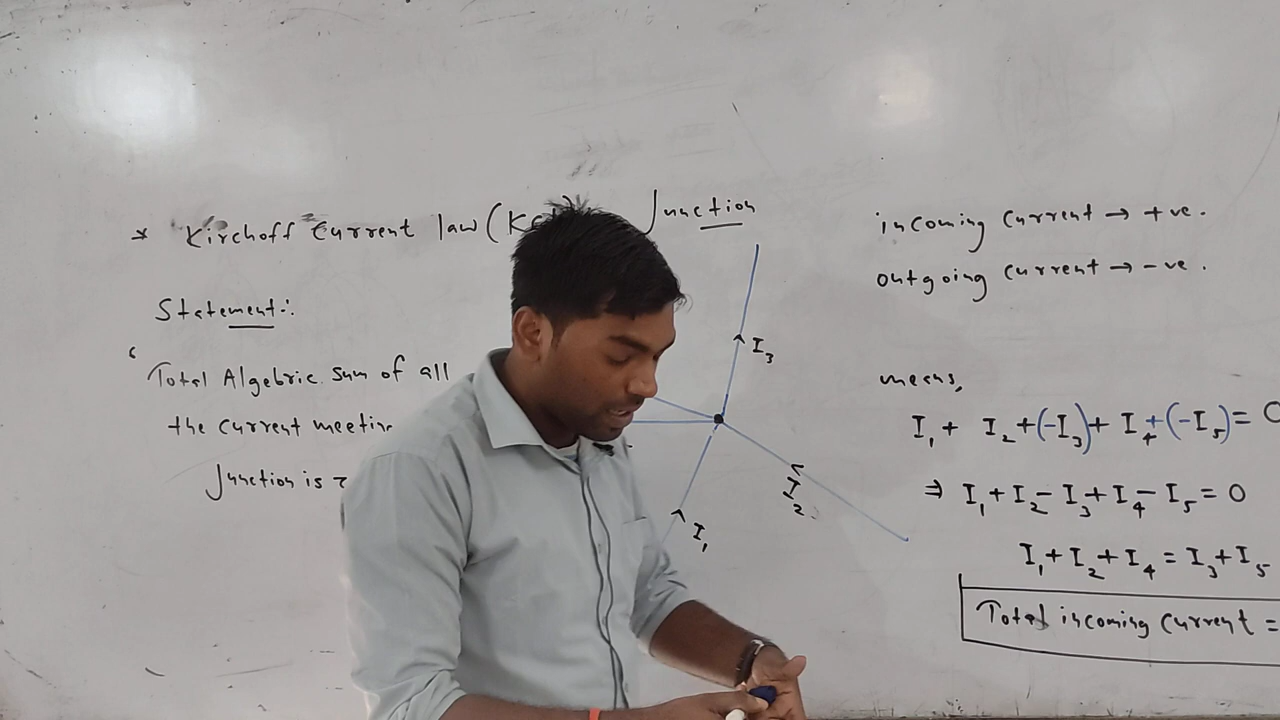 * Kirchoff Current law (KCL) Junction
Statement:
" Total Algebric sum of all
the current meetin
Junction is
I3
I2
I1
incoming current → +ve.
outgoing current → -ve.
means,
I1 + I2 + (-I3) + I4 + (-I5) = 0
⇒ I1 + I2 - I3 + I4 - I5 = 0
I1 + I2 + I4 = I3 + I5
Total incoming current =